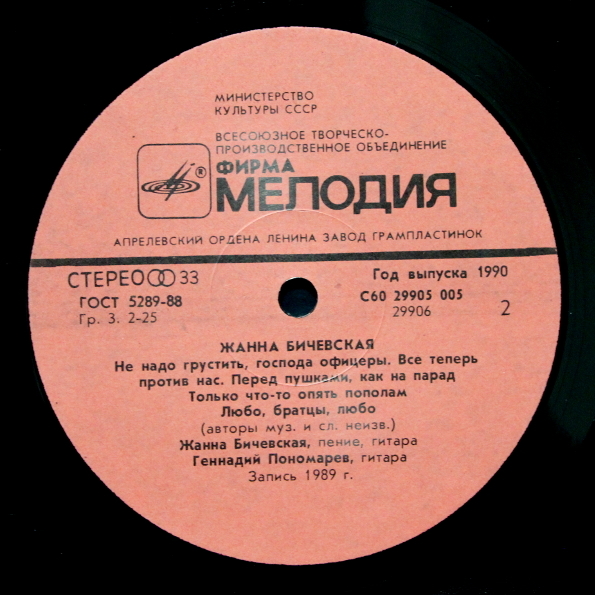 МИНИСТЕРСТВО
КУЛЬТУРЫ СССР
ВСЕСОЮЗНОЕ ТВОРЧЕСКО-
ПРОИЗВОДСТВЕННОЕ ОБЪЕДИНЕНИЕ
®
ФИРМА
МЕЛОДИЯ
АПРЕЛЕВСКИЙ ОРДЕНА ЛЕНИНА ЗАВОД ГРАМПЛАСТИНОК
СТЕРЕО 33
Год выпуска 1990
ГОСТ 5289-88
С60 29905 005
Гр. 3. 2-25
29906
2
ЖАННА БИЧЕВСКАЯ
Не надо грустить, господа офицеры. Все теперь
против нас. Перед пушками, как на парад
Только что-то опять пополам
Любо, братцы, любо
(авторы муз. и сл. неизв.)
Жанна Бичевская, пение, гитара
Геннадий Пономарев, гитара
Запись 1989 г.